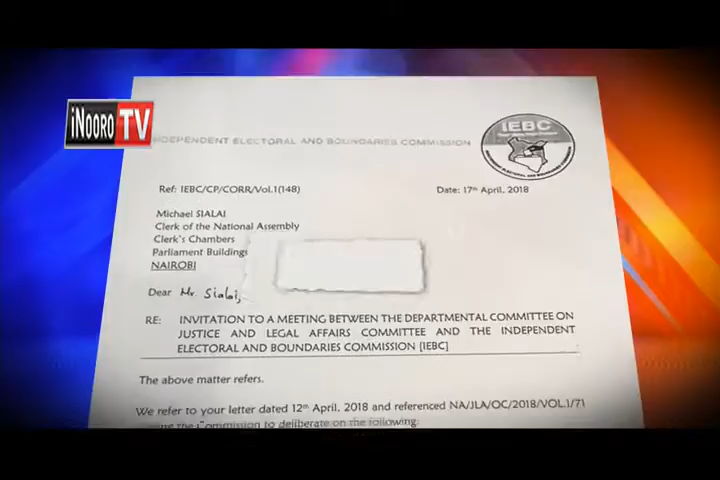 iNOORO TV
INDEPENDENT ELECTORAL AND BOUNDARIES COMMISSION
IEBC
Ref: IEBC/CP/CORR/Vol.1(148)
Date: 17th April, 2018
Michael SIALAI
Clerk of the National Assembly
Clerk's Chambers
Parliament Buildings
NAIROBI
Dear Mr. Sialai,
RE: INVITATION TO A MEETING BETWEEN THE DEPARTMENTAL COMMITTEE ON
JUSTICE AND LEGAL AFFAIRS COMMITTEE AND THE INDEPENDENT
ELECTORAL AND BOUNDARIES COMMISSION [IEBC]
The above matter refers.
We refer to your letter dated 12th April, 2018 and referenced NA/JLA/OC/2018/VOL.1/71
the Commission to deliberate on the following: